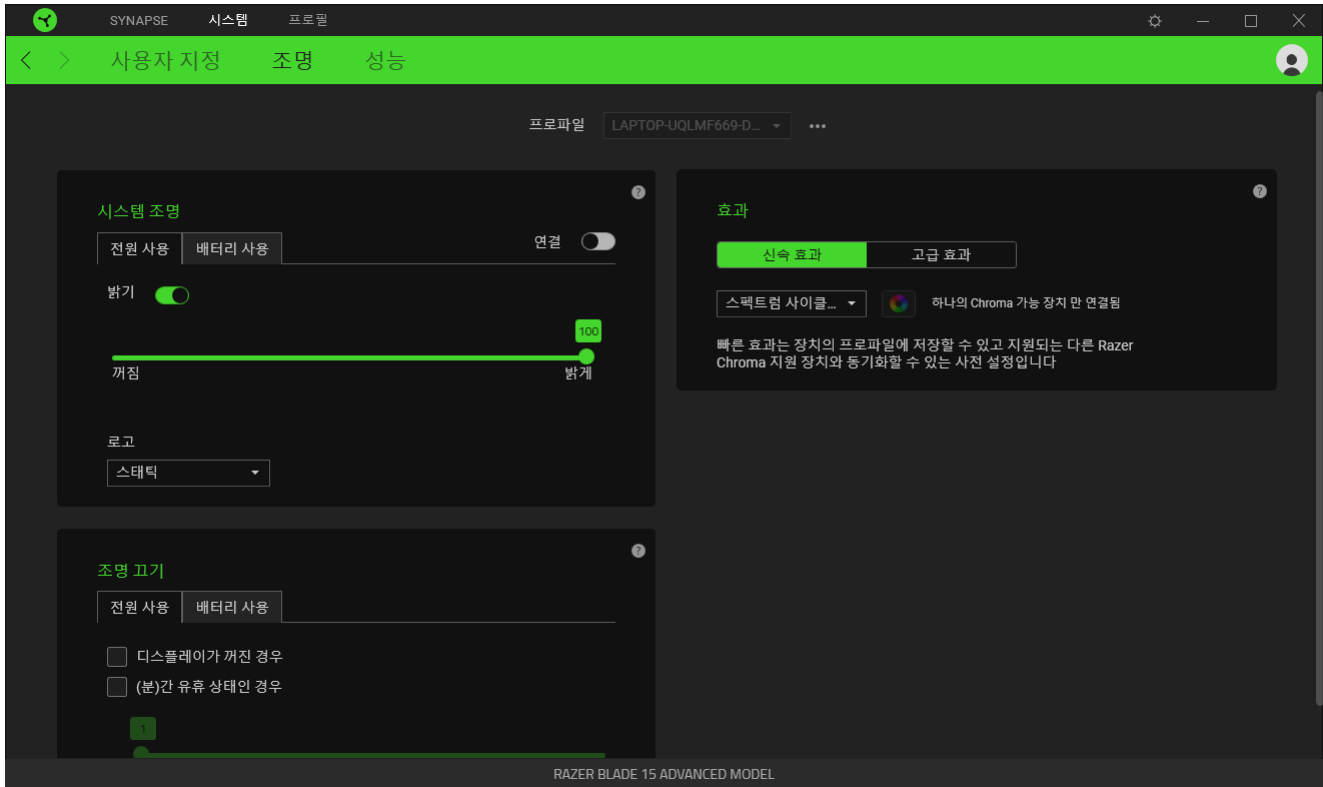 SYNAPSE 시스템 프로필
사용자 지정 조명 성능
프로파일 LAPTOP-UQLMF669-D... •••
시스템 조명
전원 사용 배터리 사용 연결
밝기
100
꺼짐 밝게
로고
스태틱
효과
신속 효과 고급 효과
스펙트럼 사이클... 하나의 Chroma 가능 장치 만 연결됨
빠른 효과는 장치의 프로파일에 저장할 수 있고 지원되는 다른 Razer
Chroma 지원 장치와 동기화할 수 있는 사전 설정입니다
조명 끄기
전원 사용 배터리 사용
디스플레이가 꺼진 경우
(분)간 유휴 상태인 경우
1
RAZER BLADE 15 ADVANCED MODEL